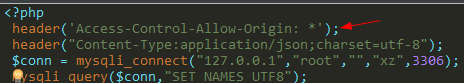 <?php
header('Access-Control-Allow-Origin: *');
header("Content-Type:application/json;charset=utf-8");
$conn = mysqli_connect("127.0.0.1","root","","xz",3306);
mysqli_query($conn,"SET NAMES UTF8");